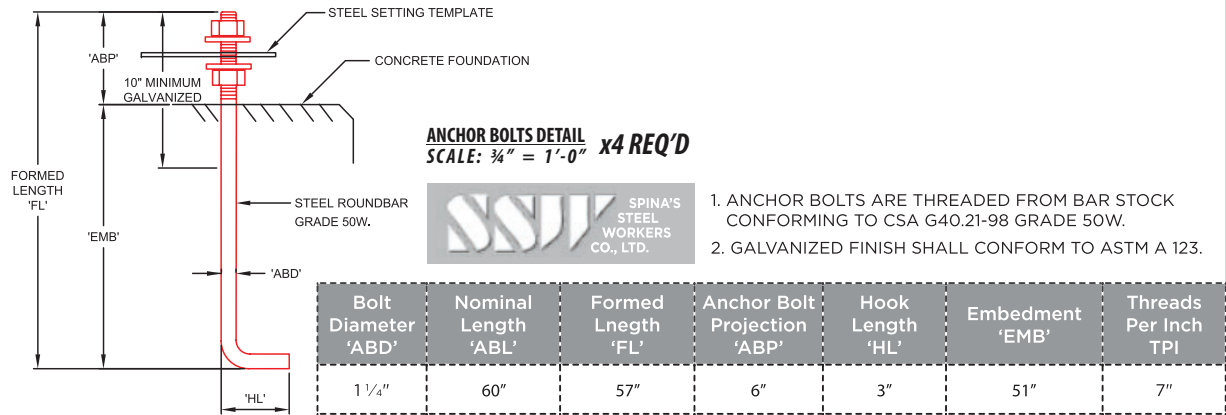 STEEL SETTING TEMPLATE
'ABP'
CONCRETE FOUNDATION
10" MINIMUM
GALVANIZED
ANCHOR BOLTS DETAIL x4 REQ'D
SCALE: ¾" = 1'-0"
FORMED
LENGTH
'FL'
STEEL ROUNDBAR
GRADE 50W.
'EMB'
'ABD'
'HL'
SSW
SPINA'S
STEEL
WORKERS
CO., LTD.
1. ANCHOR BOLTS ARE THREADED FROM BAR STOCK
CONFORMING TO CSA G40.21-98 GRADE 50W.
2. GALVANIZED FINISH SHALL CONFORM TO ASTM A 123.
Bolt Diameter 'ABD'
Nominal Length 'ABL'
Formed Lnegth 'FL'
Anchor Bolt Projection 'ABP'
Hook Length 'HL'
Embedment 'EMB'
Threads Per Inch TPI
1 1/4" 60" 57" 6" 3" 51" 7"